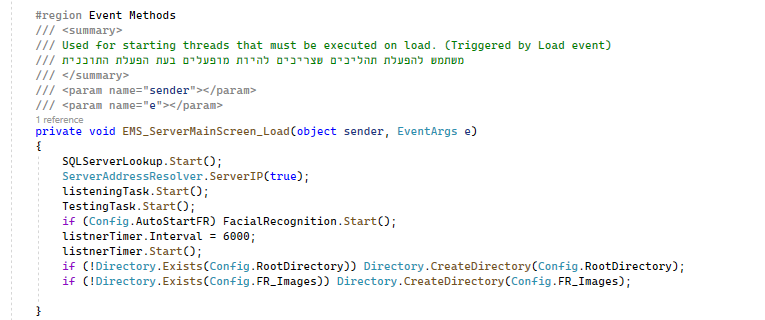 #region Event Methods
/// <summary>
/// Used for starting threads that must be executed on load. (Triggered by Load event)
/// משתמש להפעלת תהליכים שצריכים להיות מופעלים בעת הפעלת התוכנית
/// </summary>
/// <param name="sender"></param>
/// <param name="e"></param>
1 reference
private void EMS_ServerMainScreen_Load(object sender, EventArgs e)
{
SQLServerLookup.Start();
ServerAddressResolver.ServerIP(true);
listeningTask.Start();
TestingTask.Start();
if (Config.AutoStartFR) FacialRecognition.Start();
listnerTimer.Interval = 6000;
listnerTimer.Start();
if (!Directory.Exists(Config.RootDirectory)) Directory.CreateDirectory(Config.RootDirectory);
if (!Directory.Exists(Config.FR_Images)) Directory.CreateDirectory(Config.FR_Images);
}